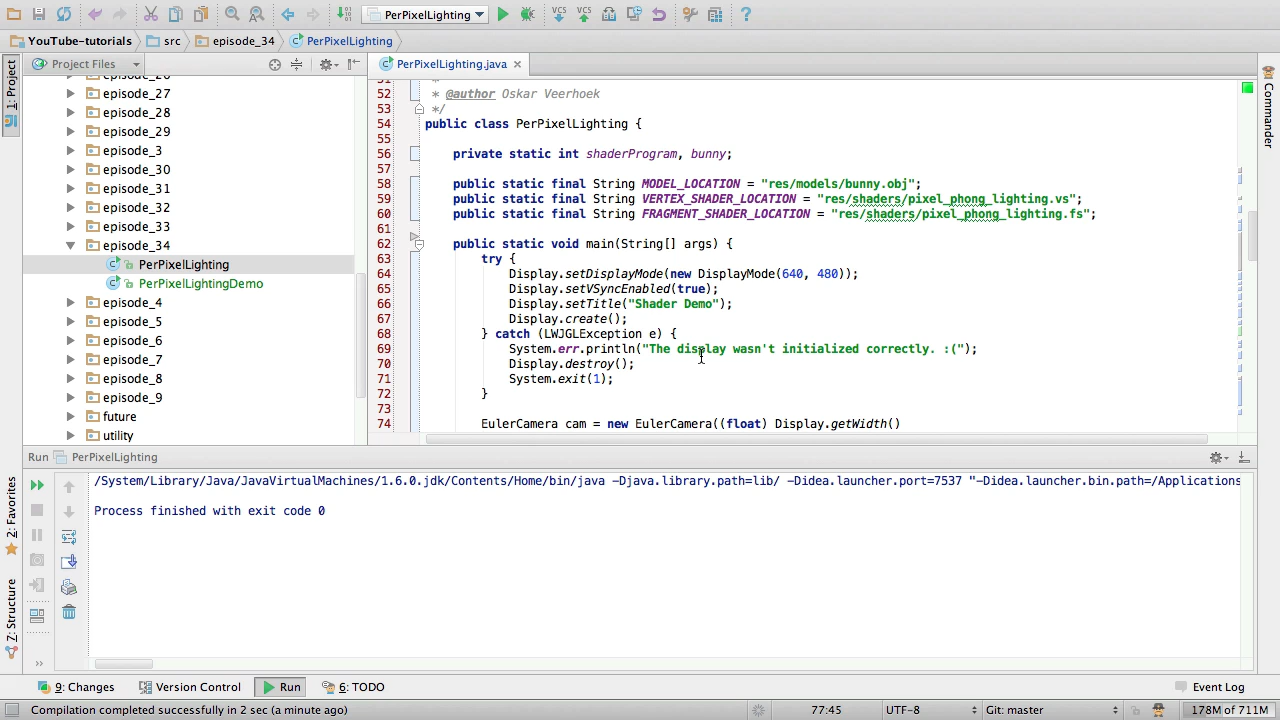 PerPixelLighting
YouTube-tutorials
src
episode_34
PerPixelLighting
1: Project
Project Files
PerPixelLighting.java
Commander
episode_27
episode_28
episode_29
episode_3
episode_30
episode_31
episode_32
episode_33
episode_34
PerPixelLighting
PerPixelLightingDemo
episode_4
episode_5
episode_6
episode_7
episode_8
episode_9
future
utility
52 * @author Oskar Veerhoek
53 */
54 public class PerPixelLighting {
55
56 private static int shaderProgram, bunny;
57
58 public static final String MODEL_LOCATION = "res/models/bunny.obj";
59 public static final String VERTEX_SHADER_LOCATION = "res/shaders/pixel_phong_lighting.vs";
60 public static final String FRAGMENT_SHADER_LOCATION = "res/shaders/pixel_phong_lighting.fs";
61
62 public static void main(String[] args) {
63 try {
64 Display.setDisplayMode(new DisplayMode(640, 480));
65 Display.setVSyncEnabled(true);
66 Display.setTitle("Shader Demo");
67 Display.create();
68 } catch (LWJGLException e) {
69 System.err.println("The display wasn't initialized correctly. :(");
70 Display.destroy();
71 System.exit(1);
72 }
73
74 EulerCamera cam = new EulerCamera((float) Display.getWidth()
Run PerPixelLighting
2: Favorites
7: Structure
/System/Library/Java/JavaVirtualMachines/1.6.0.jdk/Contents/Home/bin/java -Djava.library.path=lib/ -Didea.launcher.port=7537 "-Didea.launcher.bin.path=/Applications
Process finished with exit code 0
9: Changes
Version Control
Run
6: TODO
Event Log
Compilation completed successfully in 2 sec (a minute ago)
77:45
UTF-8
Git: master
178M of 711M